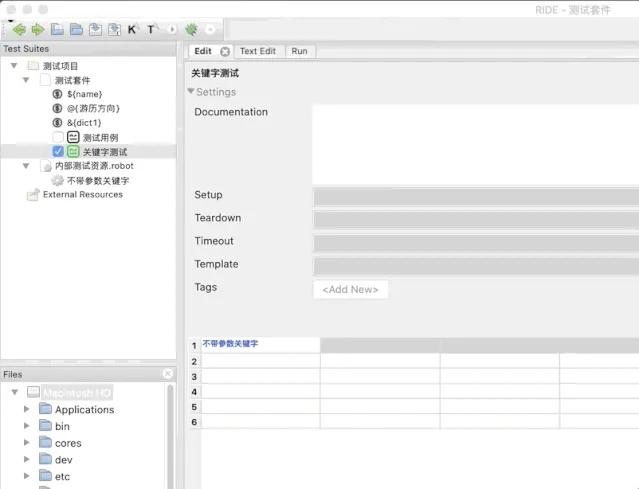 RIDE - 测试套件
K
T
Test Suites
测试项目
测试套件
${name}
@{游历方向}
&{dict1}
测试用例
关键字测试
内部测试资源.robot
不带参数关键字
External Resources
Files
Macintosh HD
Applications
bin
cores
dev
etc
Edit Text Edit Run
关键字测试
Settings
Documentation
Setup
Teardown
Timeout
Template
Tags <Add New>
1 不带参数关键字
2
3
4
5
6